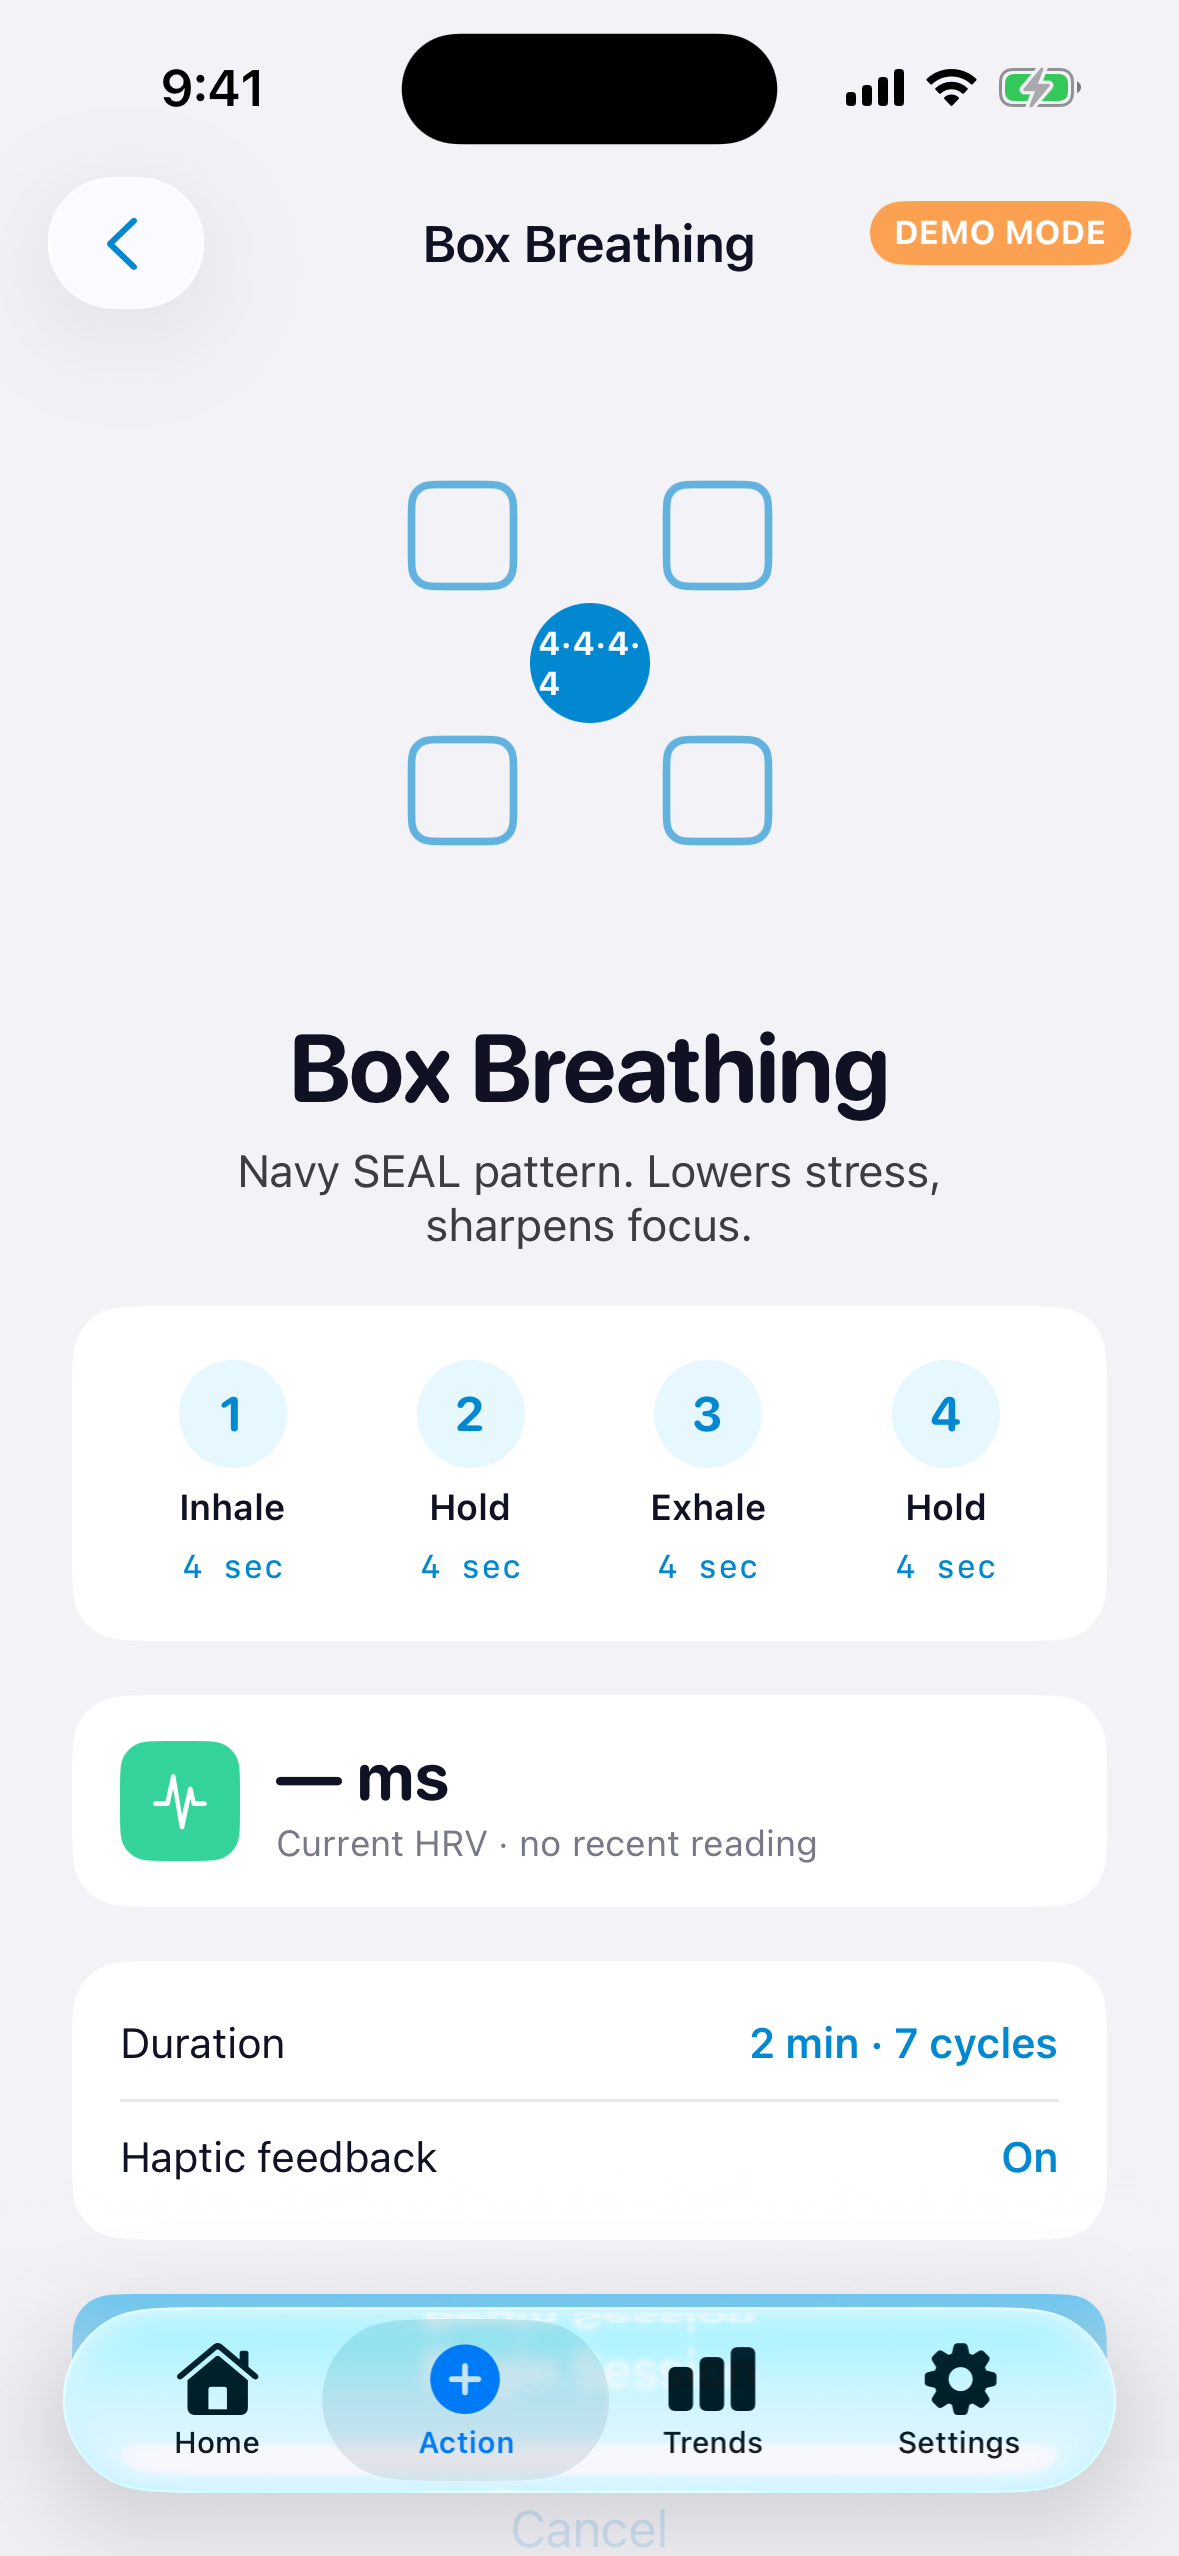 9:41
Box Breathing
DEMO MODE
4·4·4·
4
Box Breathing
Navy SEAL pattern. Lowers stress,
sharpens focus.
1 2 3 4
Inhale Hold Exhale Hold
4 sec 4 sec 4 sec 4 sec
— ms
Current HRV · no recent reading
Duration 2 min · 7 cycles
Haptic feedback On
Begin Session
Home Action Trends Settings
Cancel